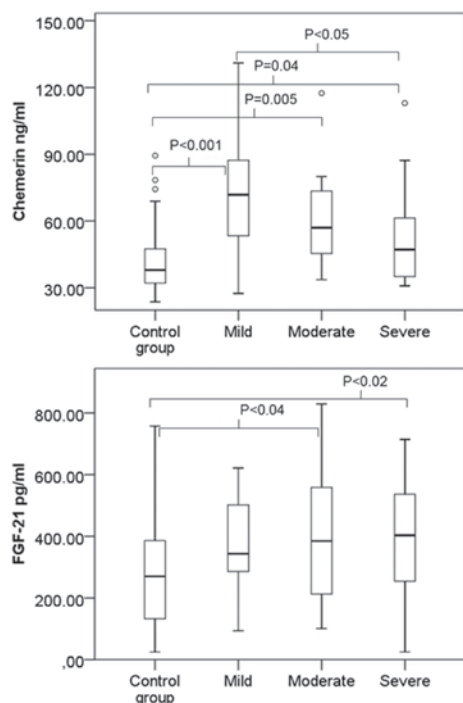 150.00
P<0.05
P=0.04
120.00
P=0.005
Chemerin ng/ml
90.00
P<0.001
60.00
30.00
Control group
Mild
Moderate
Severe
P<0.02
800.00
P<0.04
600.00
FGF-21 pg/ml
400.00
200.00
,00
Control group
Mild
Moderate
Severe